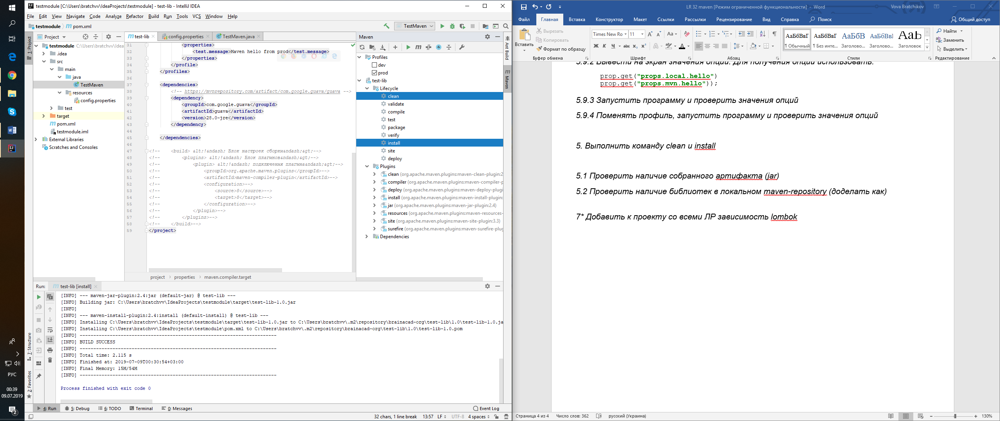 testmodule [C:\Users\bratchvv\IdeaProjects\testmodule] - test-lib - IntelliJ IDEA
File Edit View Navigate Code Analyze Refactor Build Run Tools VCS Window Help
testmodule pom.xml
TestMaven
1: Project
Project
testmodule C:\Users\bratchvv\Idea
.idea
src
main
java
TestMaven
resources
config.properties
test
target
pom.xml
testmodule.iml
External Libraries
Scratches and Consoles
test-lib config.properties TestMaven.java
31 <properties>
32 <test.message>Maven hello from prod</test.message>
33 </properties>
34 </profile>
35 </profiles>
36
37 <dependencies>
38 <!-- https://mvnrepository.com/artifact/com.google.guava/guava -->
39 <dependency>
40 <groupId>com.google.guava</groupId>
41 <artifactId>guava</artifactId>
42 <version>28.0-jre</version>
43 </dependency>
44
45 </dependencies>
46
47 <!-- <build> &lt;!&ndash; Блок настроек сборки&ndash;&gt;-->
48 <!-- <plugins> &lt;!&ndash; Блок плагинов&ndash;&gt;-->
49 <!-- <plugin> &lt;!&ndash; подключения плагина&ndash;&gt;-->
50 <!-- <groupId>org.apache.maven.plugins</groupId>-->
51 <!-- <artifactId>maven-compiler-plugin</artifactId>-->
52 <!-- <configuration>-->
53 <!-- <source>8</source>-->
54 <!-- <target>8</target>-->
55 <!-- </configuration>-->
56 <!-- </plugin>-->
57 <!-- </plugins>-->
58 <!-- </build>-->
59 </project>
project › properties › maven.compiler.target
Maven
Profiles
dev
prod
test-lib
Lifecycle
clean
validate
compile
test
package
verify
install
site
deploy
Plugins
clean (org.apache.maven.plugins:maven-clean-plugin:2
compiler (org.apache.maven.plugins:maven-compiler-p
deploy (org.apache.maven.plugins:maven-deploy-plugi
install (org.apache.maven.plugins:maven-install-plugin:
jar (org.apache.maven.plugins:maven-jar-plugin:2.4)
resources (org.apache.maven.plugins:maven-resources-
site (org.apache.maven.plugins:maven-site-plugin:3.3)
surefire (org.apache.maven.plugins:maven-surefire-plug
Dependencies
Ant Build
Maven
Run: test-lib [install]
[INFO] --- maven-jar-plugin:2.4:jar (default-jar) @ test-lib ---
[INFO] Building jar: C:\Users\bratchvv\IdeaProjects\testmodule\target\test-lib-1.0.jar
[INFO]
[INFO] --- maven-install-plugin:2.4:install (default-install) @ test-lib ---
[INFO] Installing C:\Users\bratchvv\IdeaProjects\testmodule\target\test-lib-1.0.jar to C:\Users\bratchvv\.m2\repository\brainacad-org\test-lib\1.0\test-lib-1.0.ja
[INFO] Installing C:\Users\bratchvv\IdeaProjects\testmodule\pom.xml to C:\Users\bratchvv\.m2\repository\brainacad-org\test-lib\1.0\test-lib-1.0.pom
[INFO] ------------------------------------------------------------------------
[INFO] BUILD SUCCESS
[INFO] ------------------------------------------------------------------------
[INFO] Total time: 2.115 s
[INFO] Finished at: 2019-07-09T00:30:54+03:00
[INFO] Final Memory: 15M/54M
[INFO] ------------------------------------------------------------------------
Process finished with exit code 0
7: Structure
2: Favorites
4: Run 5: Debug 6: TODO Terminal 0: Messages Event Log
32 chars, 1 line break 13:57 LF UTF-8 4 spaces
РУС
00:39
09.07.2019
2
LR 32 maven [Режим ограниченной функциональности] - Word
Vova Bratchikov
Файл Главная Вставка Конструктор Макет Ссылки Рассылки Рецензирование Вид Справка Поиск Общий доступ
Вставить
Вырезать
Копировать
Формат по образцу
Буфер обмена
Times New Ro 11
Aa
Ж К Ч abc x₂ x² А
Шрифт
Абзац
АаБбВвГ АаБбВвГ АаБбВ АаБбВвI Aab
¶ Обычный ¶ Без инте... Заголово... Заголово... Заголовок
Стили
Найти
Заменить
Выделить
Редактирование
5.9.2 Вывести на экран значения опций. Для получения опций использовать:
prop.get("props.local.hello")
prop.get("props.mvn.hello"));
5.9.3 Запустить программу и проверить значения опций
5.9.4 Поменять профиль, запустить программу и проверить значения опций
5. Выполнить команду clean и install
5.1 Проверить наличие собранного артифакта (jar)
5.2 Проверить наличие библиотек в локальном maven-repository (доделать как)
7* Добавить к проекту со всеми ЛР зависимость lombok
Страница 4 из 4 Число слов: 362 русский (Украина) 130%